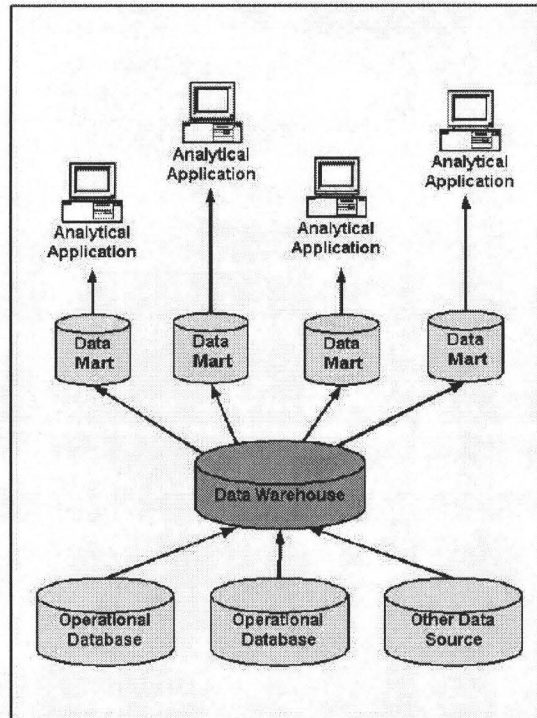 Analytical
Application
Analytical
Application
Analytical
Application
Analytical
Application
Data
Mart
Data
Mart
Data
Mart
Data
Mart
Data Warehouse
Operational
Database
Operational
Database
Other Data
Source